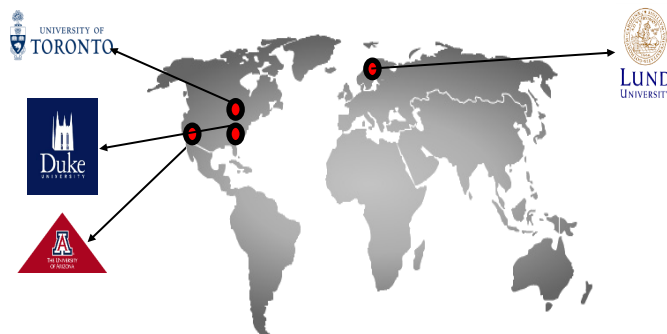 UNIVERSITY OF
TORONTO
Duke
UNIVERSITY
A
THE UNIVERSITY
OF ARIZONA
LUND
UNIVERSITY